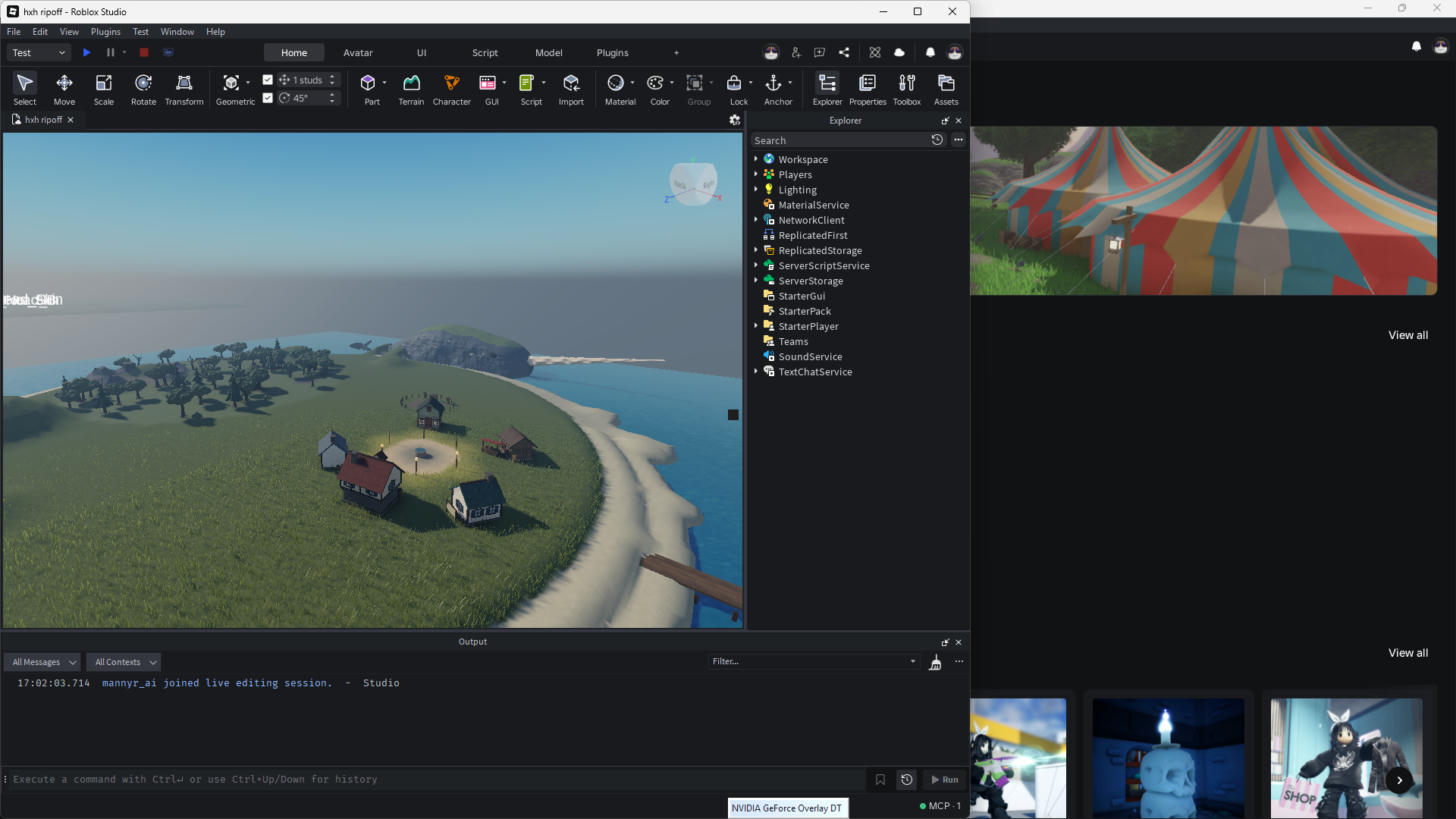 hxh ripoff - Roblox Studio
File Edit View Plugins Test Window Help
Test Home Avatar UI Script Model Plugins +
1 studs
45°
Select Move Scale Rotate Transform Geometric Part Terrain Character GUI Script Import Material Color Group Lock Anchor Explorer Properties Toolbox Assets
hxh ripoff
Explorer
Search
Workspace
Players
Lighting
MaterialService
NetworkClient
ReplicatedFirst
ReplicatedStorage
ServerScriptService
ServerStorage
StarterGui
StarterPack
StarterPlayer
Teams
SoundService
TextChatService
Back Right
Z X
View all
Output
All Messages All Contexts Filter...
17:02:03.714 mannyr_ai joined live editing session. - Studio
View all
SHOP
Execute a command with Ctrl↵ or use Ctrl+Up/Down for history
Run
NVIDIA GeForce Overlay DT
MCP · 1